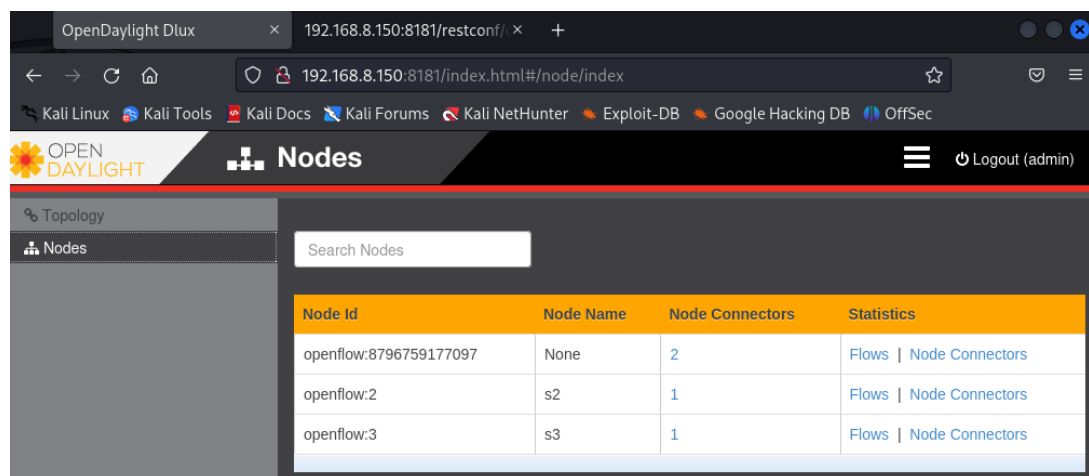 OpenDaylight Dlux × 192.168.8.150:8181/restconf/ × +
192.168.8.150:8181/index.html#/node/index
Kali Linux Kali Tools Kali Docs Kali Forums Kali NetHunter Exploit-DB Google Hacking DB OffSec
OPEN
DAYLIGHT
Nodes
Logout (admin)
Topology
Nodes
Search Nodes
Node Id Node Name Node Connectors Statistics
openflow:8796759177097 None 2 Flows | Node Connectors
openflow:2 s2 1 Flows | Node Connectors
openflow:3 s3 1 Flows | Node Connectors